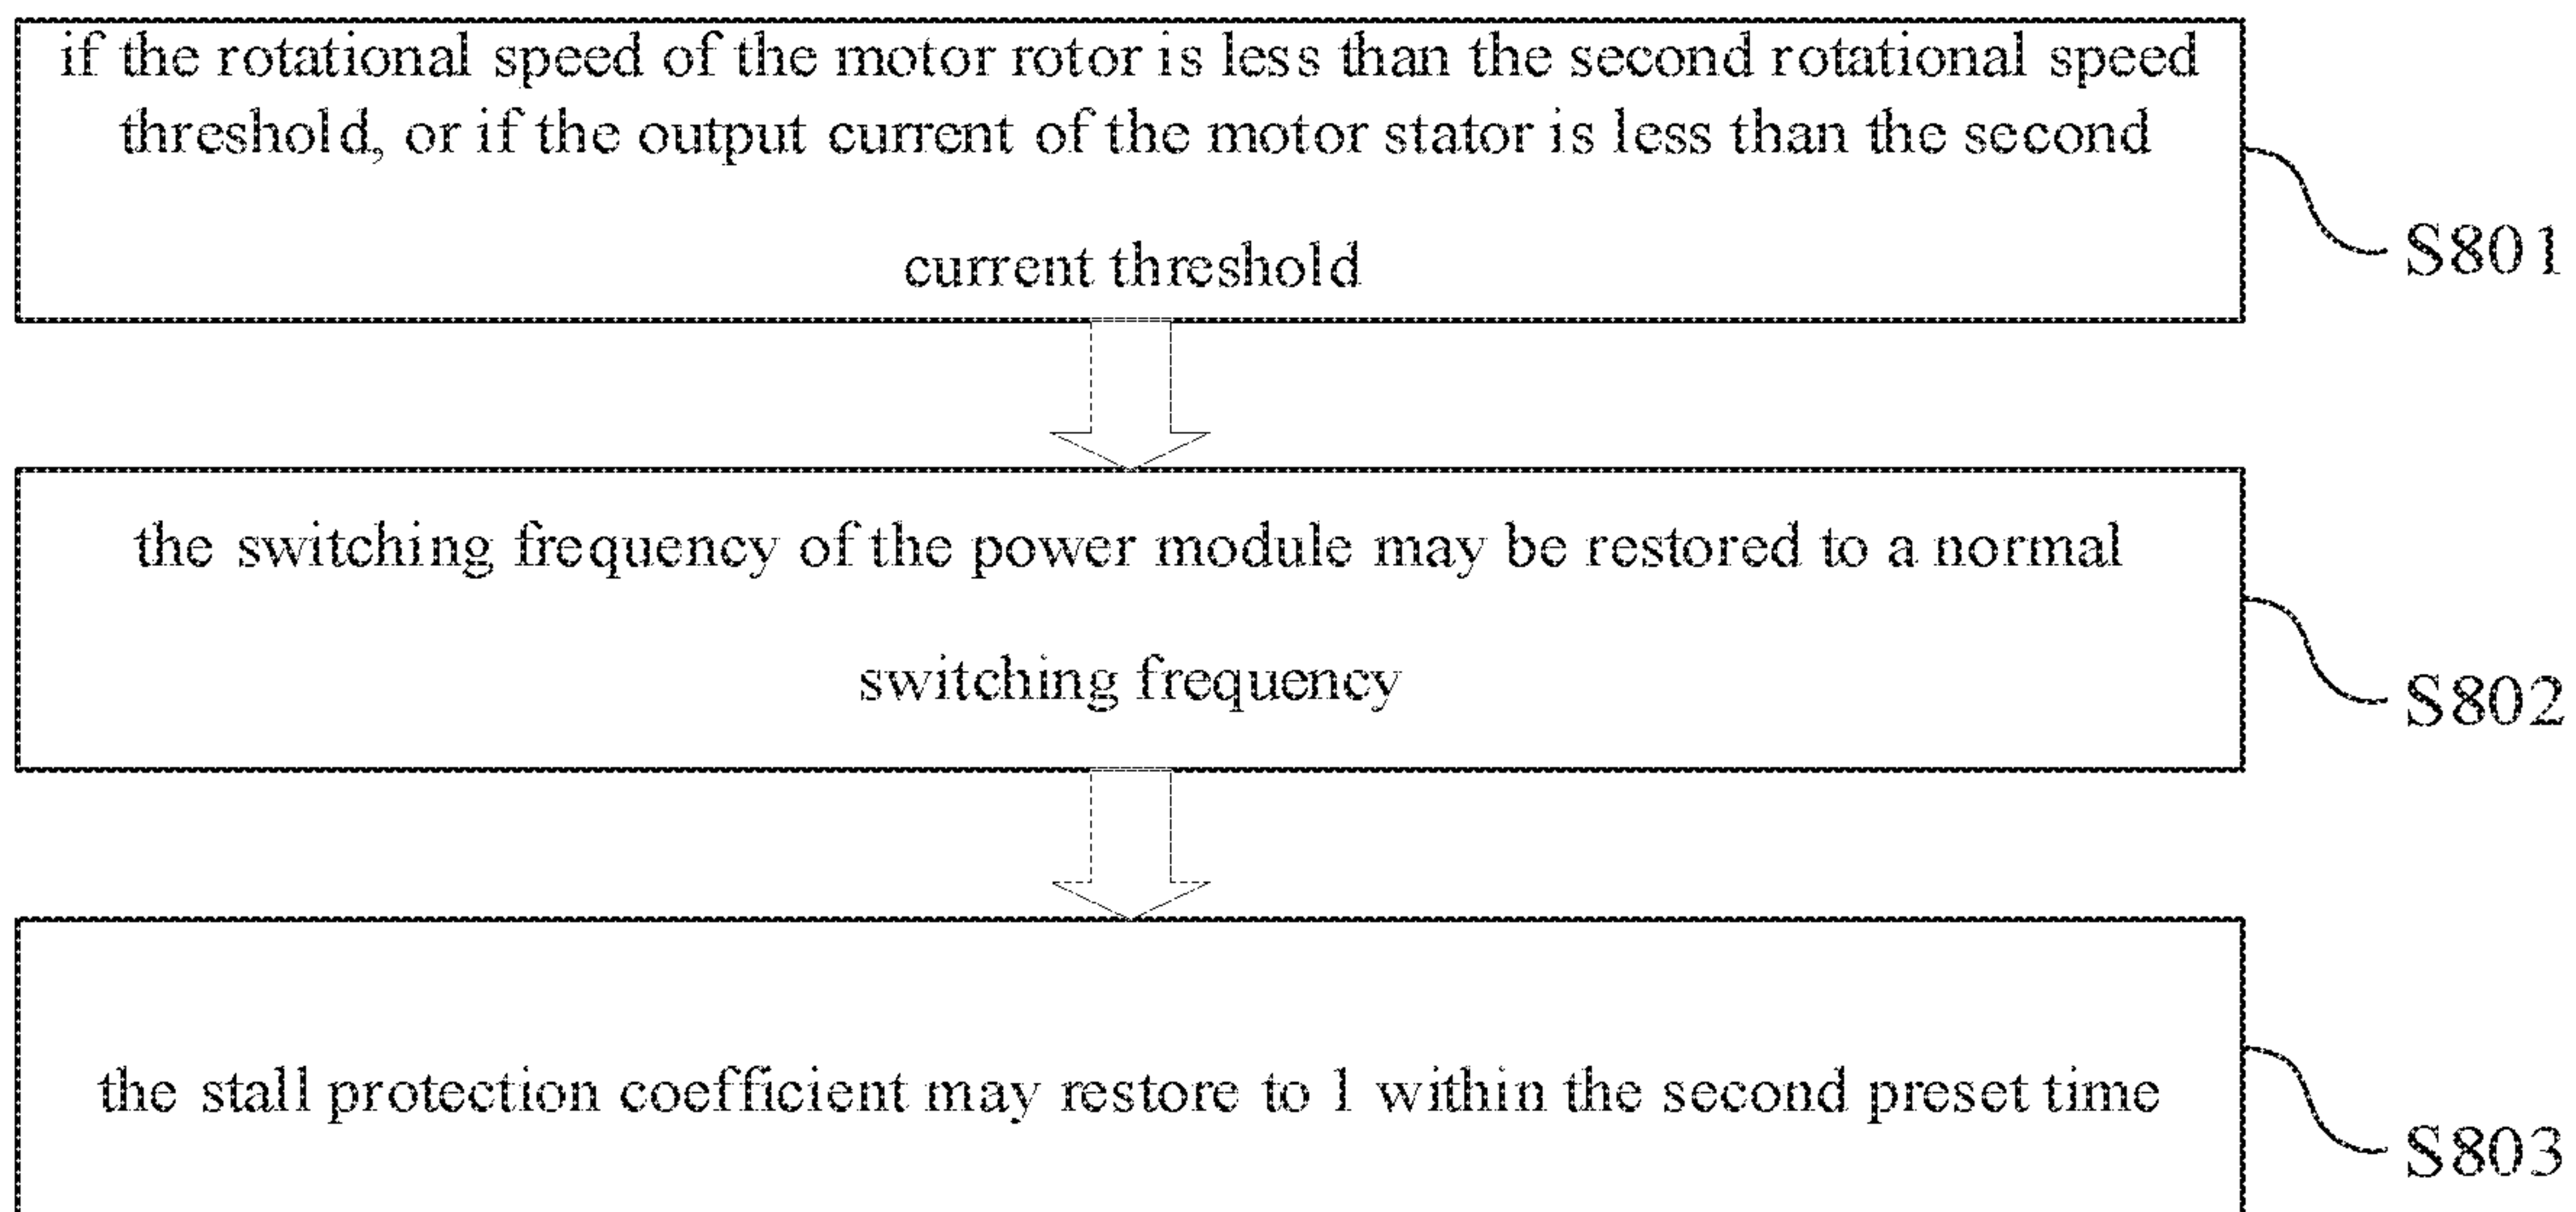 if the rotational speed of the motor rotor is less than the second rotational speed
threshold, or if the output current of the motor stator is less than the second
current threshold
S801
the switching frequency of the power module may be restored to a normal
switching frequency
S802
the stall protection coefficient may restore to 1 within the second preset time
S803